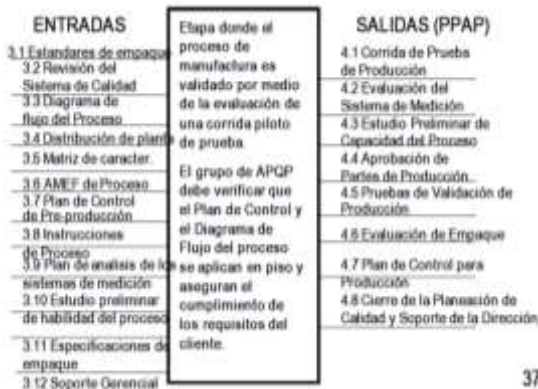 ENTRADAS
3.1 Estandares de empaque
3.2 Revisión del
Sistema de Calidad
3.3 Diagrama de
flujo del Proceso
3.4 Distribución de planta
3.5 Matriz de caracter.
3.6 AMEF de Proceso
3.7 Plan de Control
de Pre-producción
3.8 Instrucciones
de Proceso
3.9 Plan de analisis de los
sistemas de medición
3.10 Estudio preliminar
de habilidad del proceso
3.11 Especificaciones de
empaque
3.12 Soporte Gerencial
Etapa donde el
proceso de
manufactura es
validado por medio
de la evaluación de
una corrida piloto
de prueba.
El grupo de APQP
debe verificar que
el Plan de Control y
el Diagrama de
Flujo del proceso
se aplican en piso y
aseguran el
cumplimiento de
los requisitos del
cliente.
SALIDAS (PPAP)
4.1 Corrida de Prueba
de Producción
4.2 Evaluación del
Sistema de Medición
4.3 Estudio Preliminar de
Capacidad del Proceso
4.4 Aprobación de
Partes de Producción
4.5 Pruebas de Validación de
Producción
4.6 Evaluación de Empaque
4.7 Plan de Control para
Producción
4.8 Cierre de la Planeación de
Calidad y Soporte de la Dirección
37